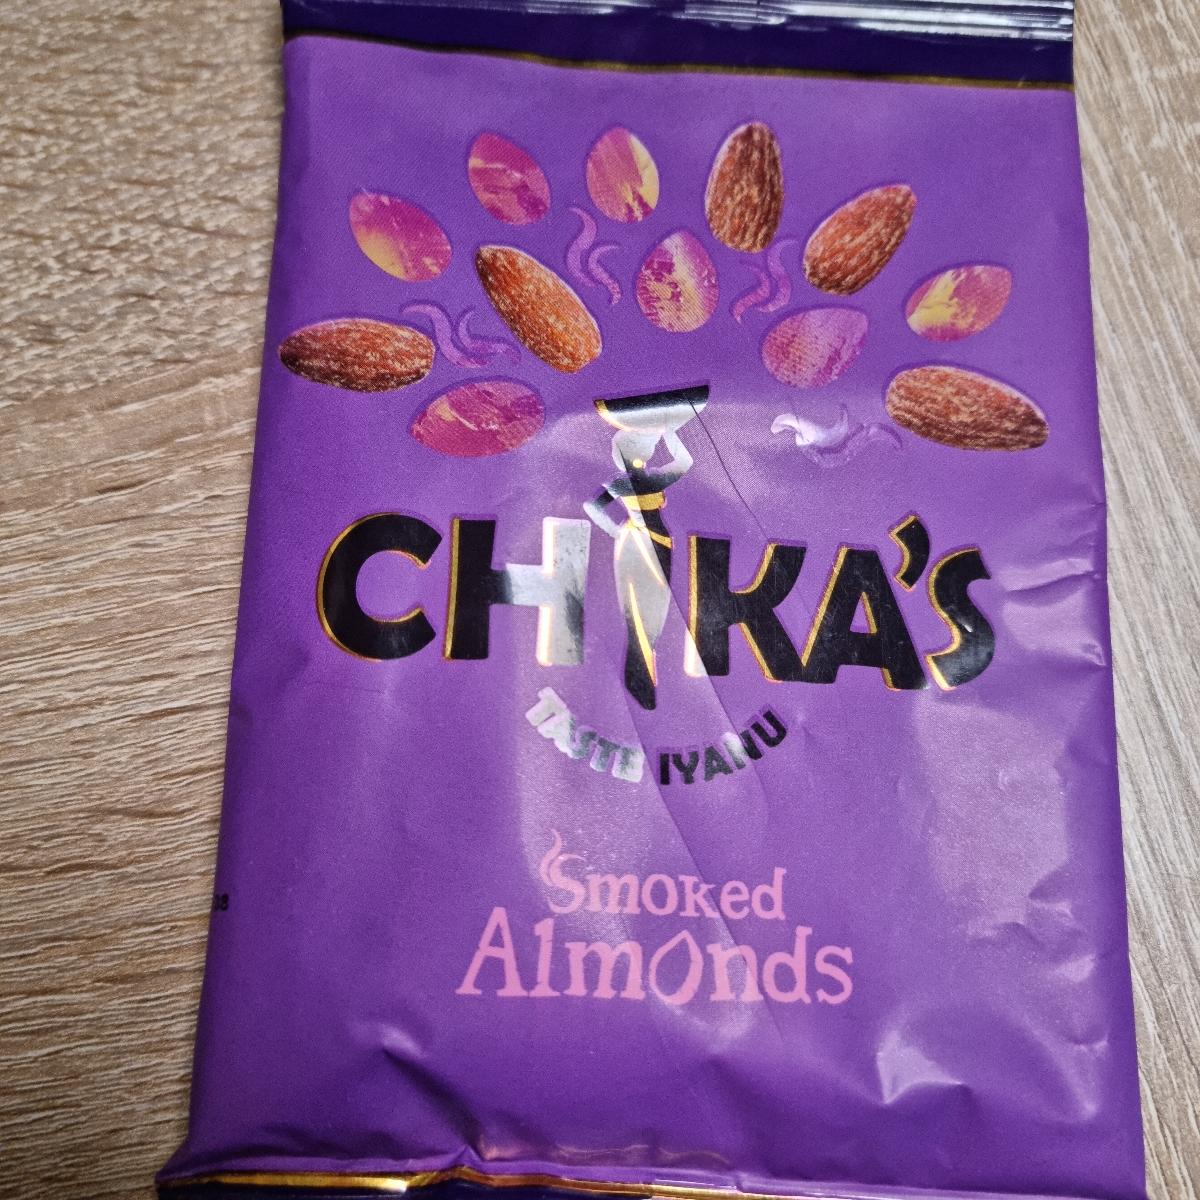 CHIKA'S
TASTE IYANU
Smoked
Almonds